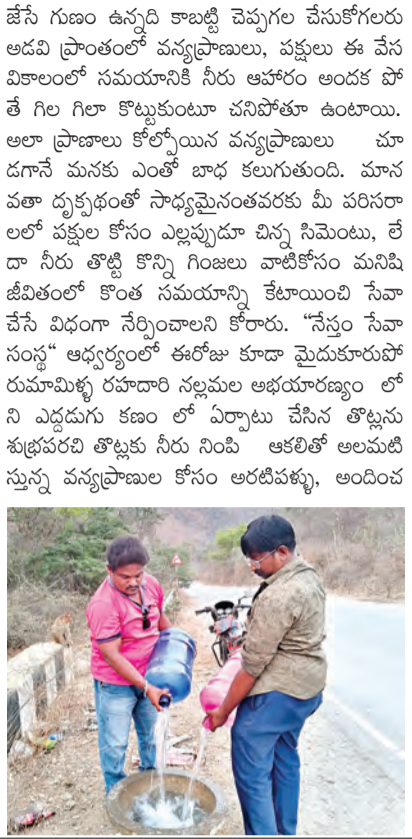 జేసే గుణం ఉన్నది కాబట్టి చెప్పగల చేసుకోగలరు
అడవి ప్రాంతంలో వన్యప్రాణులు, పక్షులు ఈ వేస
వికాలంలో సమయానికి నీరు ఆహారం అందక పో
తే గిల గిలా కొట్టుకుంటూ చనిపోతూ ఉంటాయి.
అలా ప్రాణాలు కోల్పోయిన వన్యప్రాణులు చూ
డగానే మనకు ఎంతో బాధ కలుగుతుంది. మాన
వతా దృక్పథంతో సాధ్యమైనంతవరకు మీ పరిసరా
లలో పక్షుల కోసం ఎల్లప్పుడూ చిన్న సిమెంటు, లే
దా నీరు తొట్టి కొన్ని గింజలు వాటికోసం మనిషి
జీవితంలో కొంత సమయాన్ని కేటాయించి సేవా
చేసే విధంగా నేర్పించాలని కోరారు. "నేస్తం సేవా
సంస్థ" ఆధ్వర్యంలో ఈరోజు కూడా మైదుకూరుపో
రుమామిళ్ళ రహదారి నల్లమల అభయారణ్యం లో
ని ఎద్దడుగు కణం లో ఏర్పాటు చేసిన తొట్లను
శుభ్రపరచి తొట్లకు నీరు నింపి ఆకలితో అలమటి
స్తున్న వన్యప్రాణుల కోసం అరటిపళ్ళు, అందించ